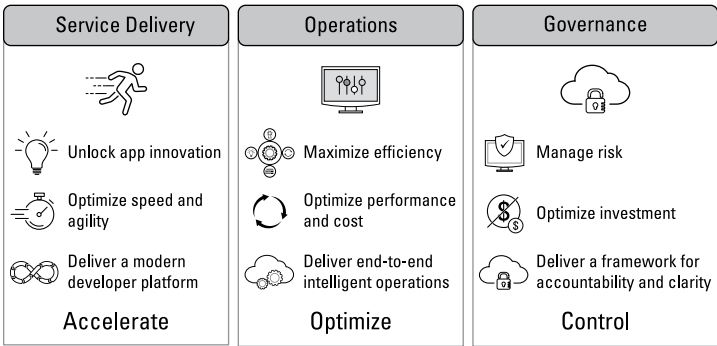 Service Delivery
Unlock app innovation
Optimize speed and
agility
Deliver a modern
developer platform
Accelerate
Operations
Maximize efficiency
Optimize performance
and cost
Deliver end-to-end
intelligent operations
Optimize
Governance
Manage risk
$
$
Optimize investment
Deliver a framework for
accountability and clarity
Control